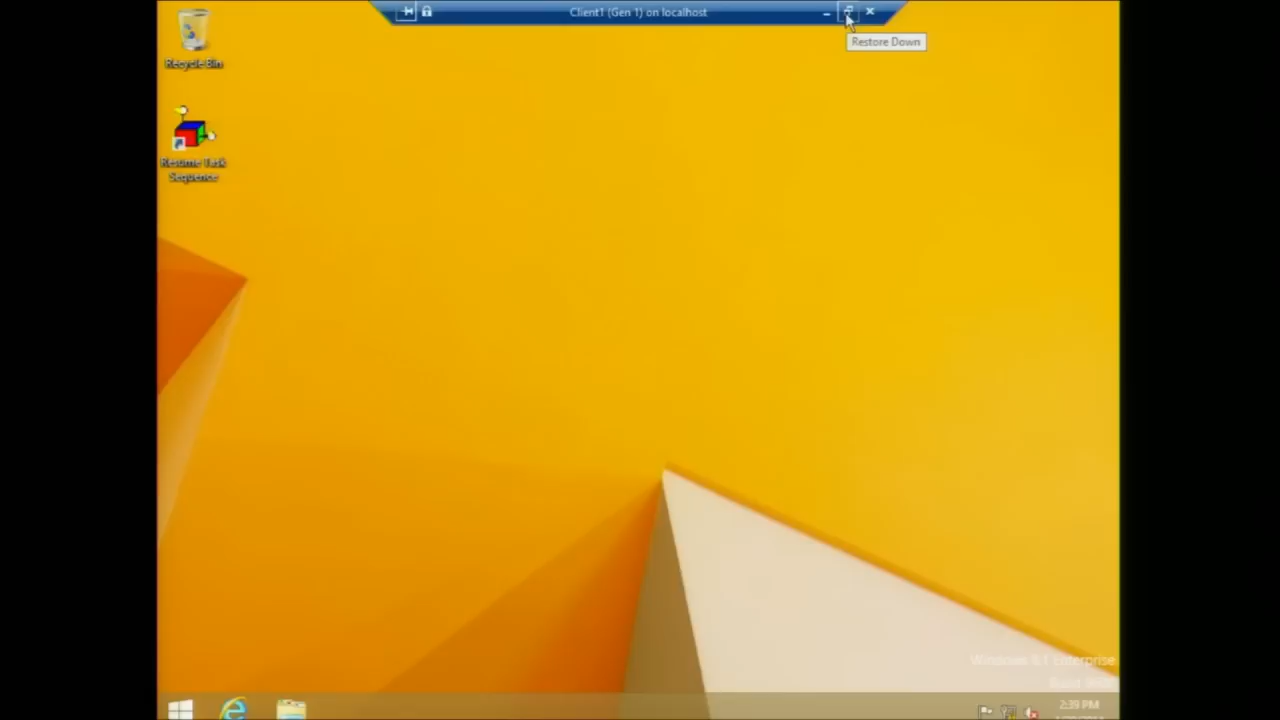 Client1 (Gen 1) on localhost
Restore Down
Recycle Bin
Resume Task
Sequence
Windows 8.1 Enterprise
Build
2:39 PM